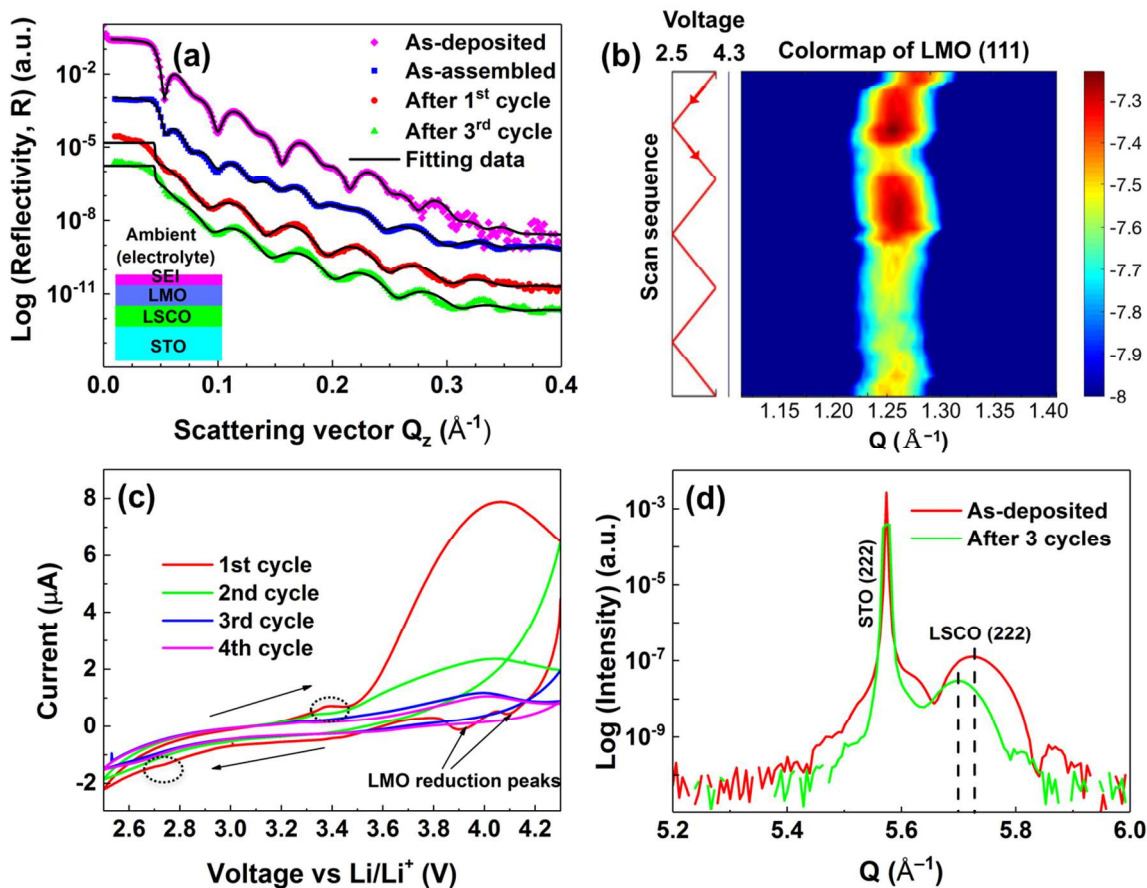 (a)
As-deposited
As-assembled
After 1st cycle
After 3rd cycle
Fitting data
Log (Reflectivity, R) (a.u.)
10-2
10-5
10-8
10-11
Ambient
(electrolyte)
SEI
LMO
LSCO
STO
0.0 0.1 0.2 0.3 0.4
Scattering vector Qz (Å-1)
Voltage
2.5 4.3
(b)
Colormap of LMO (111)
Scan sequence
-7.3
-7.4
-7.5
-7.6
-7.7
-7.8
-7.9
-8
1.15 1.20 1.25 1.30 1.40
Q (Å−1)
(c)
1st cycle
2nd cycle
3rd cycle
4th cycle
Current (µA)
8
6
4
2
0
-2
LMO reduction peaks
2.6 2.8 3.0 3.2 3.4 3.6 3.8 4.0 4.2
Voltage vs Li/Li+ (V)
(d)
As-deposited
After 3 cycles
STO (222)
LSCO (222)
Log (Intensity) (a.u.)
10-3
10-5
10-7
10-9
5.2 5.4 5.6 5.8 6.0
Q (Å−1)